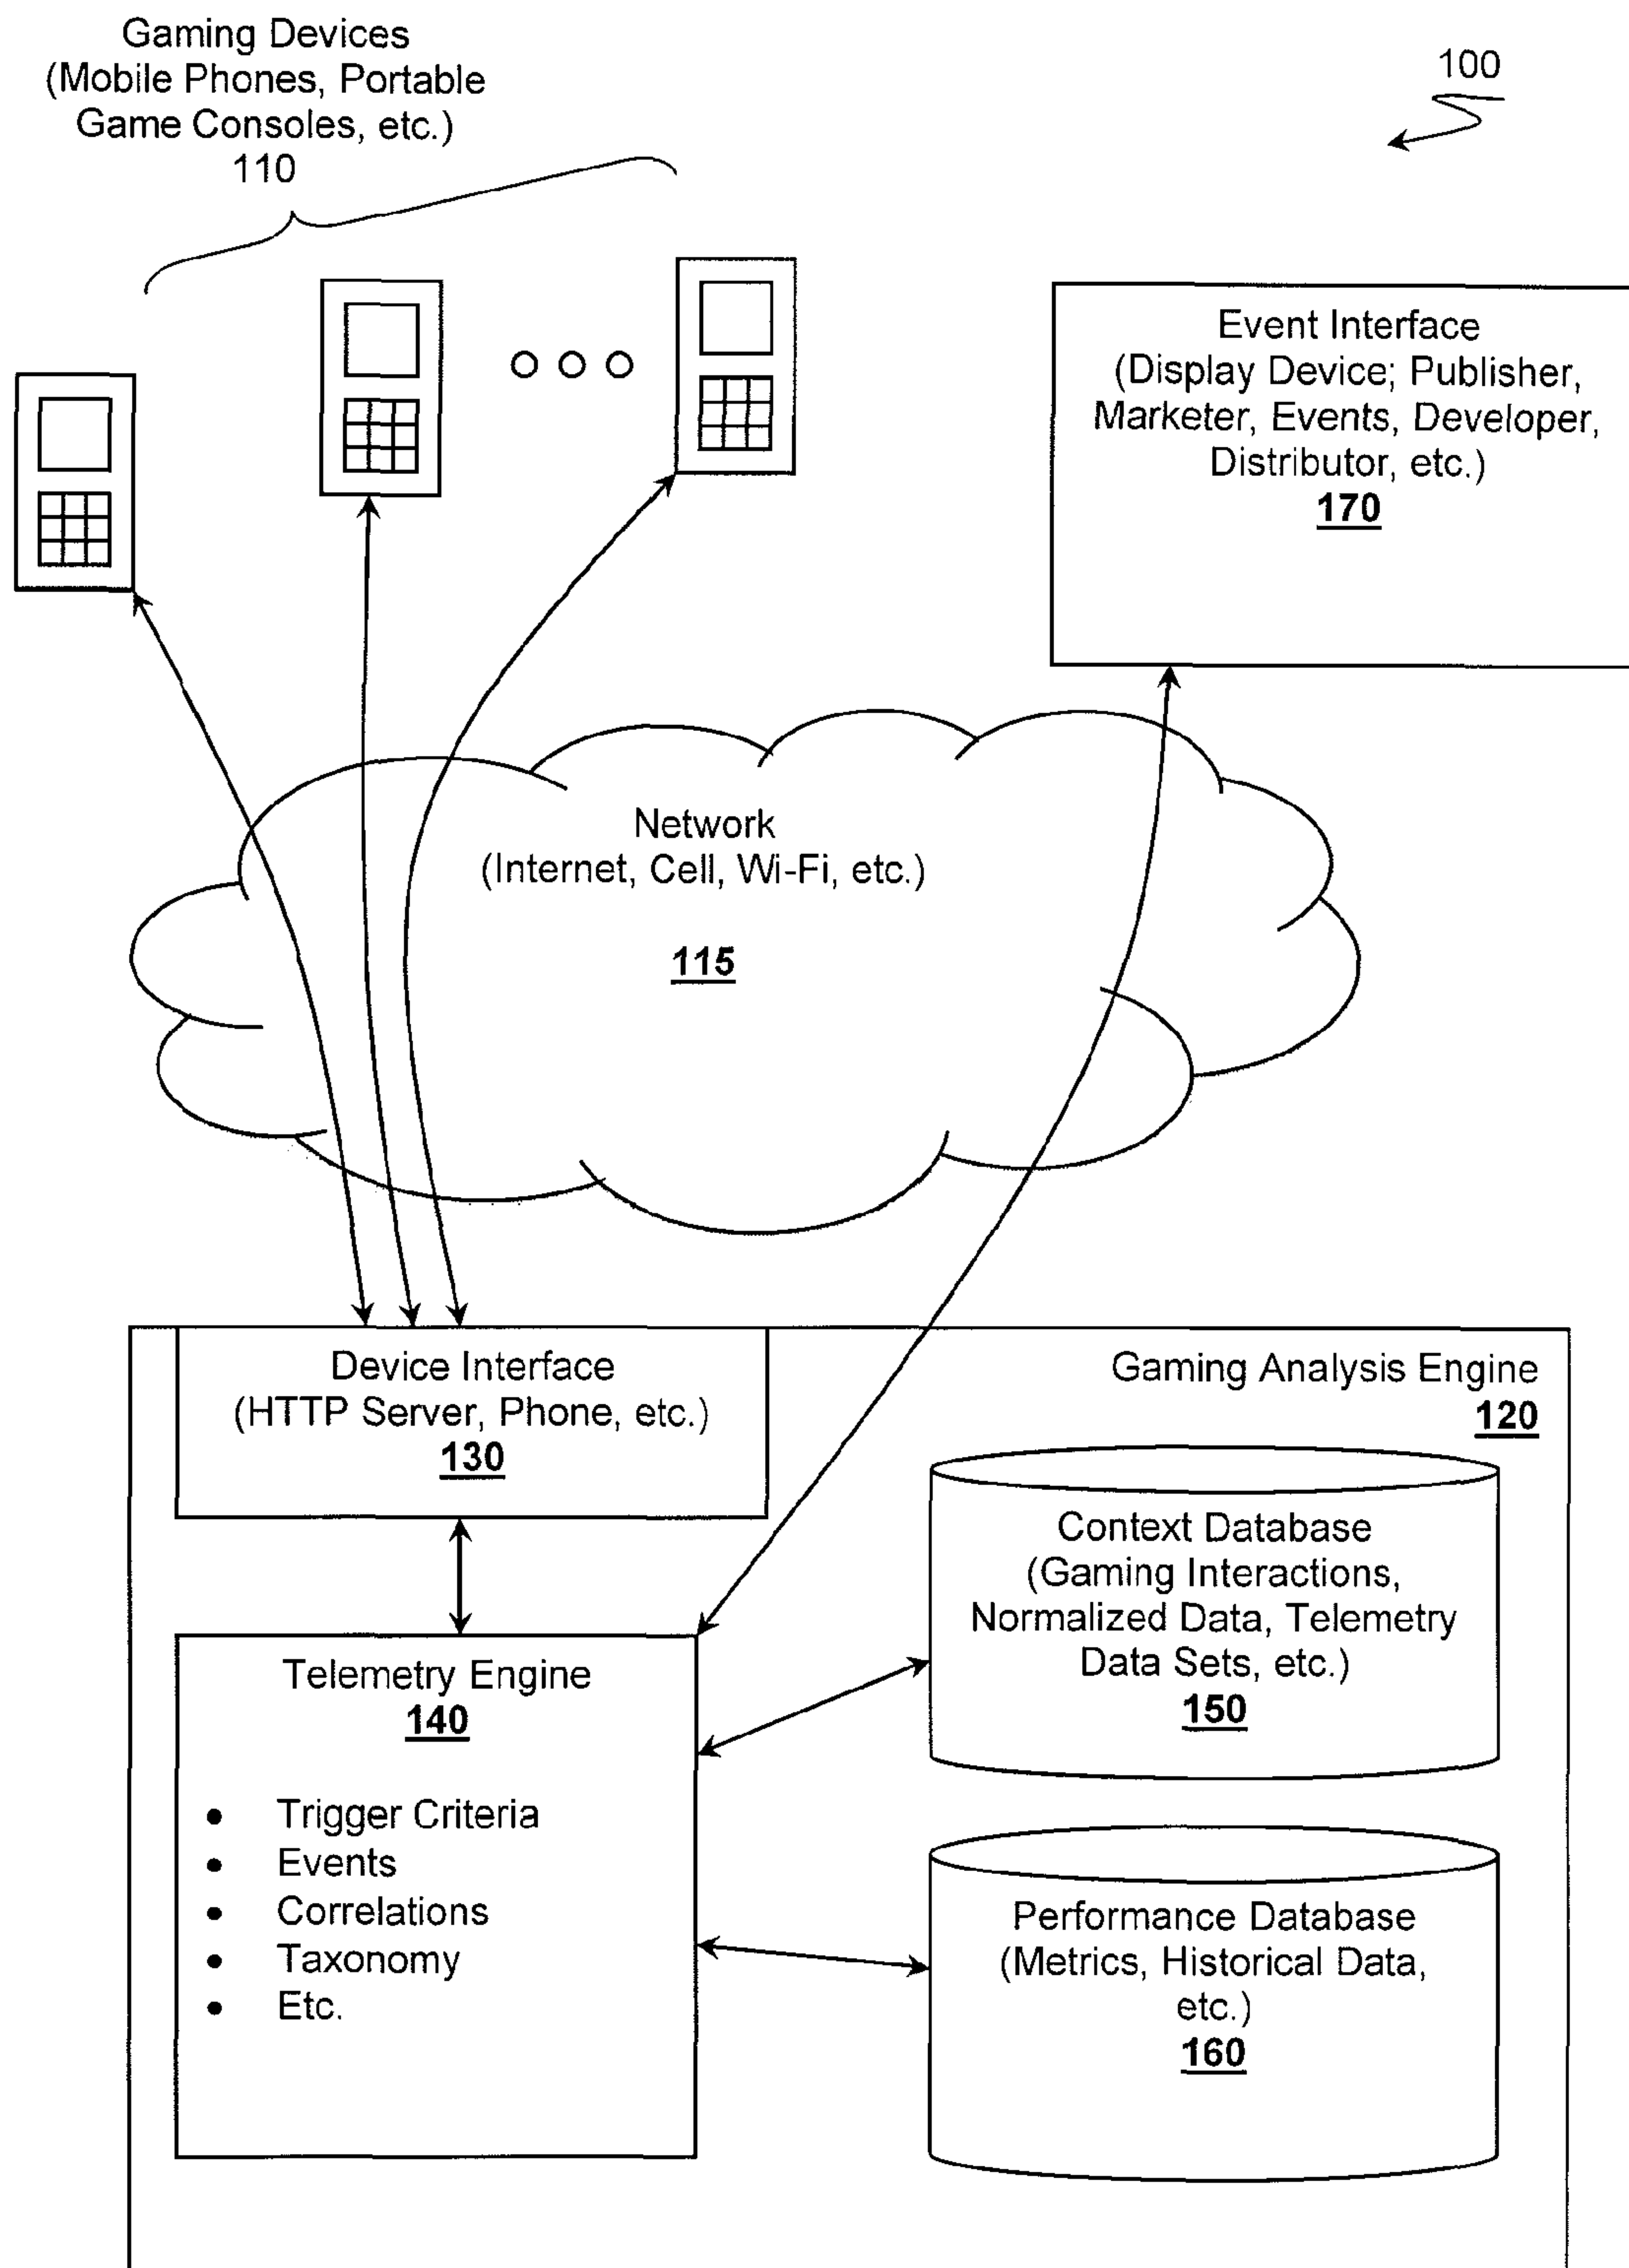 Gaming Devices
(Mobile Phones, Portable
Game Consoles, etc.)
110
100
Event Interface
(Display Device; Publisher,
Marketer, Events, Developer,
Distributor, etc.)
170
Network
(Internet, Cell, Wi-Fi, etc.)
115
Device Interface
(HTTP Server, Phone, etc.)
130
Gaming Analysis Engine
120
Telemetry Engine
140
• Trigger Criteria
• Events
• Correlations
• Taxonomy
• Etc.
Context Database
(Gaming Interactions,
Normalized Data, Telemetry
Data Sets, etc.)
150
Performance Database
(Metrics, Historical Data,
etc.)
160